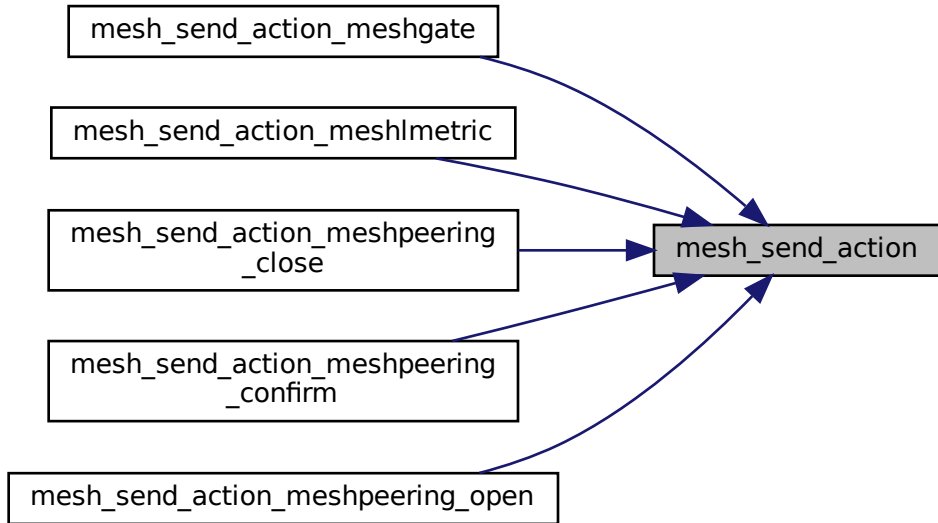 mesh_send_action_meshgate
mesh_send_action_meshlmetric
mesh_send_action_meshpeering
_close
mesh_send_action
mesh_send_action_meshpeering
_confirm
mesh_send_action_meshpeering_open